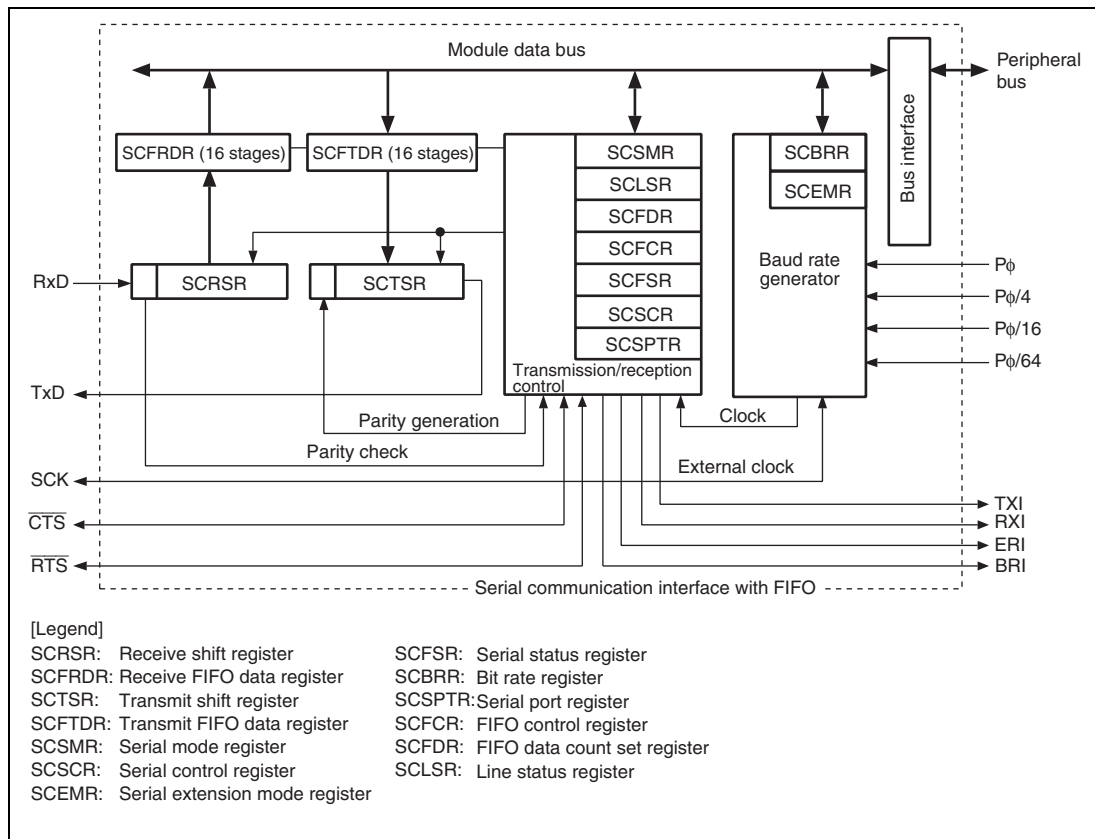 Module data bus
Peripheral
bus
Bus interface
SCFRDR (16 stages)
SCFTDR (16 stages)
SCSMR
SCLSR
SCFDR
SCFCR
SCFSR
SCSCR
SCSPTR
Transmission/reception
control
SCBRR
SCEMR
Baud rate
generator
RxD
SCRSR
SCTSR
Pϕ
Pϕ/4
Pϕ/16
Pϕ/64
TxD
Parity generation
Clock
Parity check
External clock
SCK
CTS
RTS
TXI
RXI
ERI
BRI
Serial communication interface with FIFO
[Legend]
SCRSR: Receive shift register
SCFRDR: Receive FIFO data register
SCTSR: Transmit shift register
SCFTDR: Transmit FIFO data register
SCSMR: Serial mode register
SCSCR: Serial control register
SCEMR: Serial extension mode register
SCFSR: Serial status register
SCBRR: Bit rate register
SCSPTR: Serial port register
SCFCR: FIFO control register
SCFDR: FIFO data count set register
SCLSR: Line status register